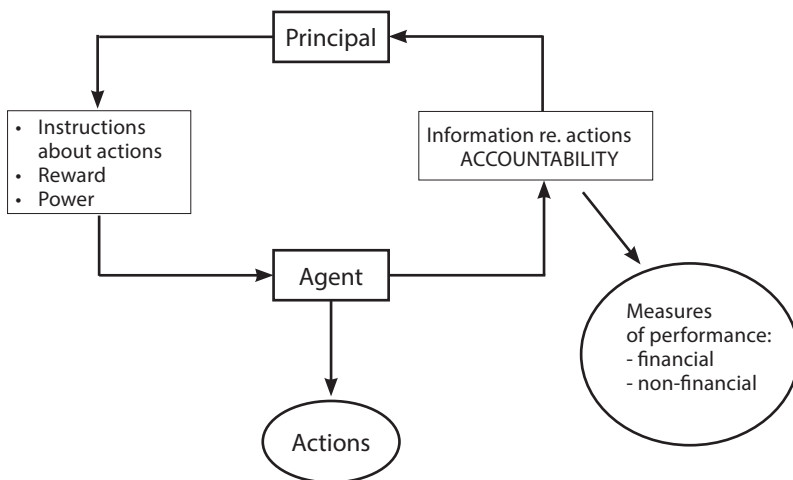 Principal
• Instructions
about actions
• Reward
• Power
Information re. actions
ACCOUNTABILITY
Agent
Measures
of performance:
- financial
- non-financial
Actions